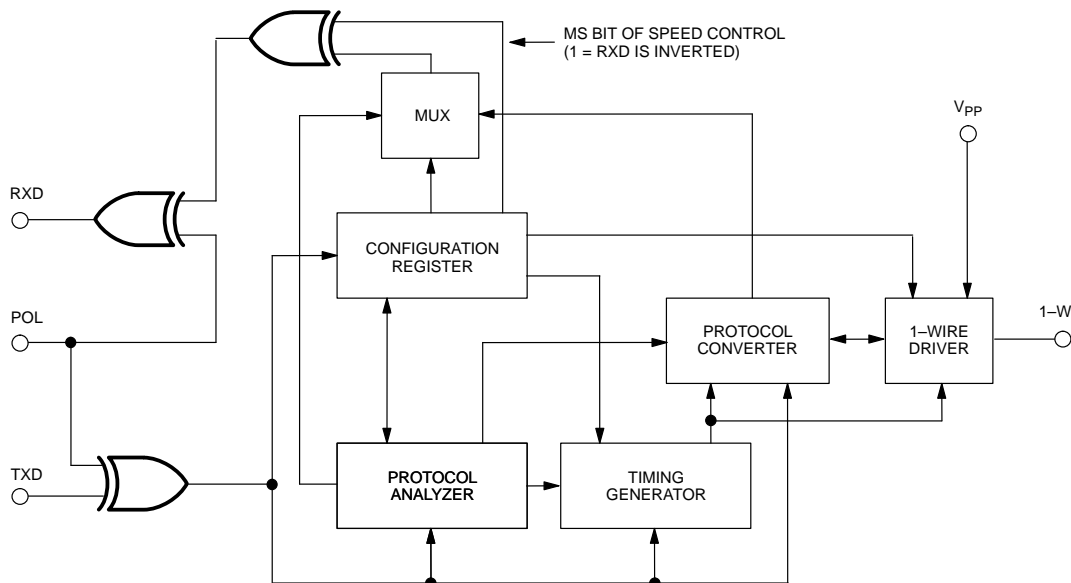 MS BIT OF SPEED CONTROL
(1 = RXD IS INVERTED)
MUX
VPP
RXD
CONFIGURATION
REGISTER
POL
PROTOCOL
CONVERTER
1–WIRE
DRIVER
1–W
TXD
PROTOCOL
ANALYZER
TIMING
GENERATOR